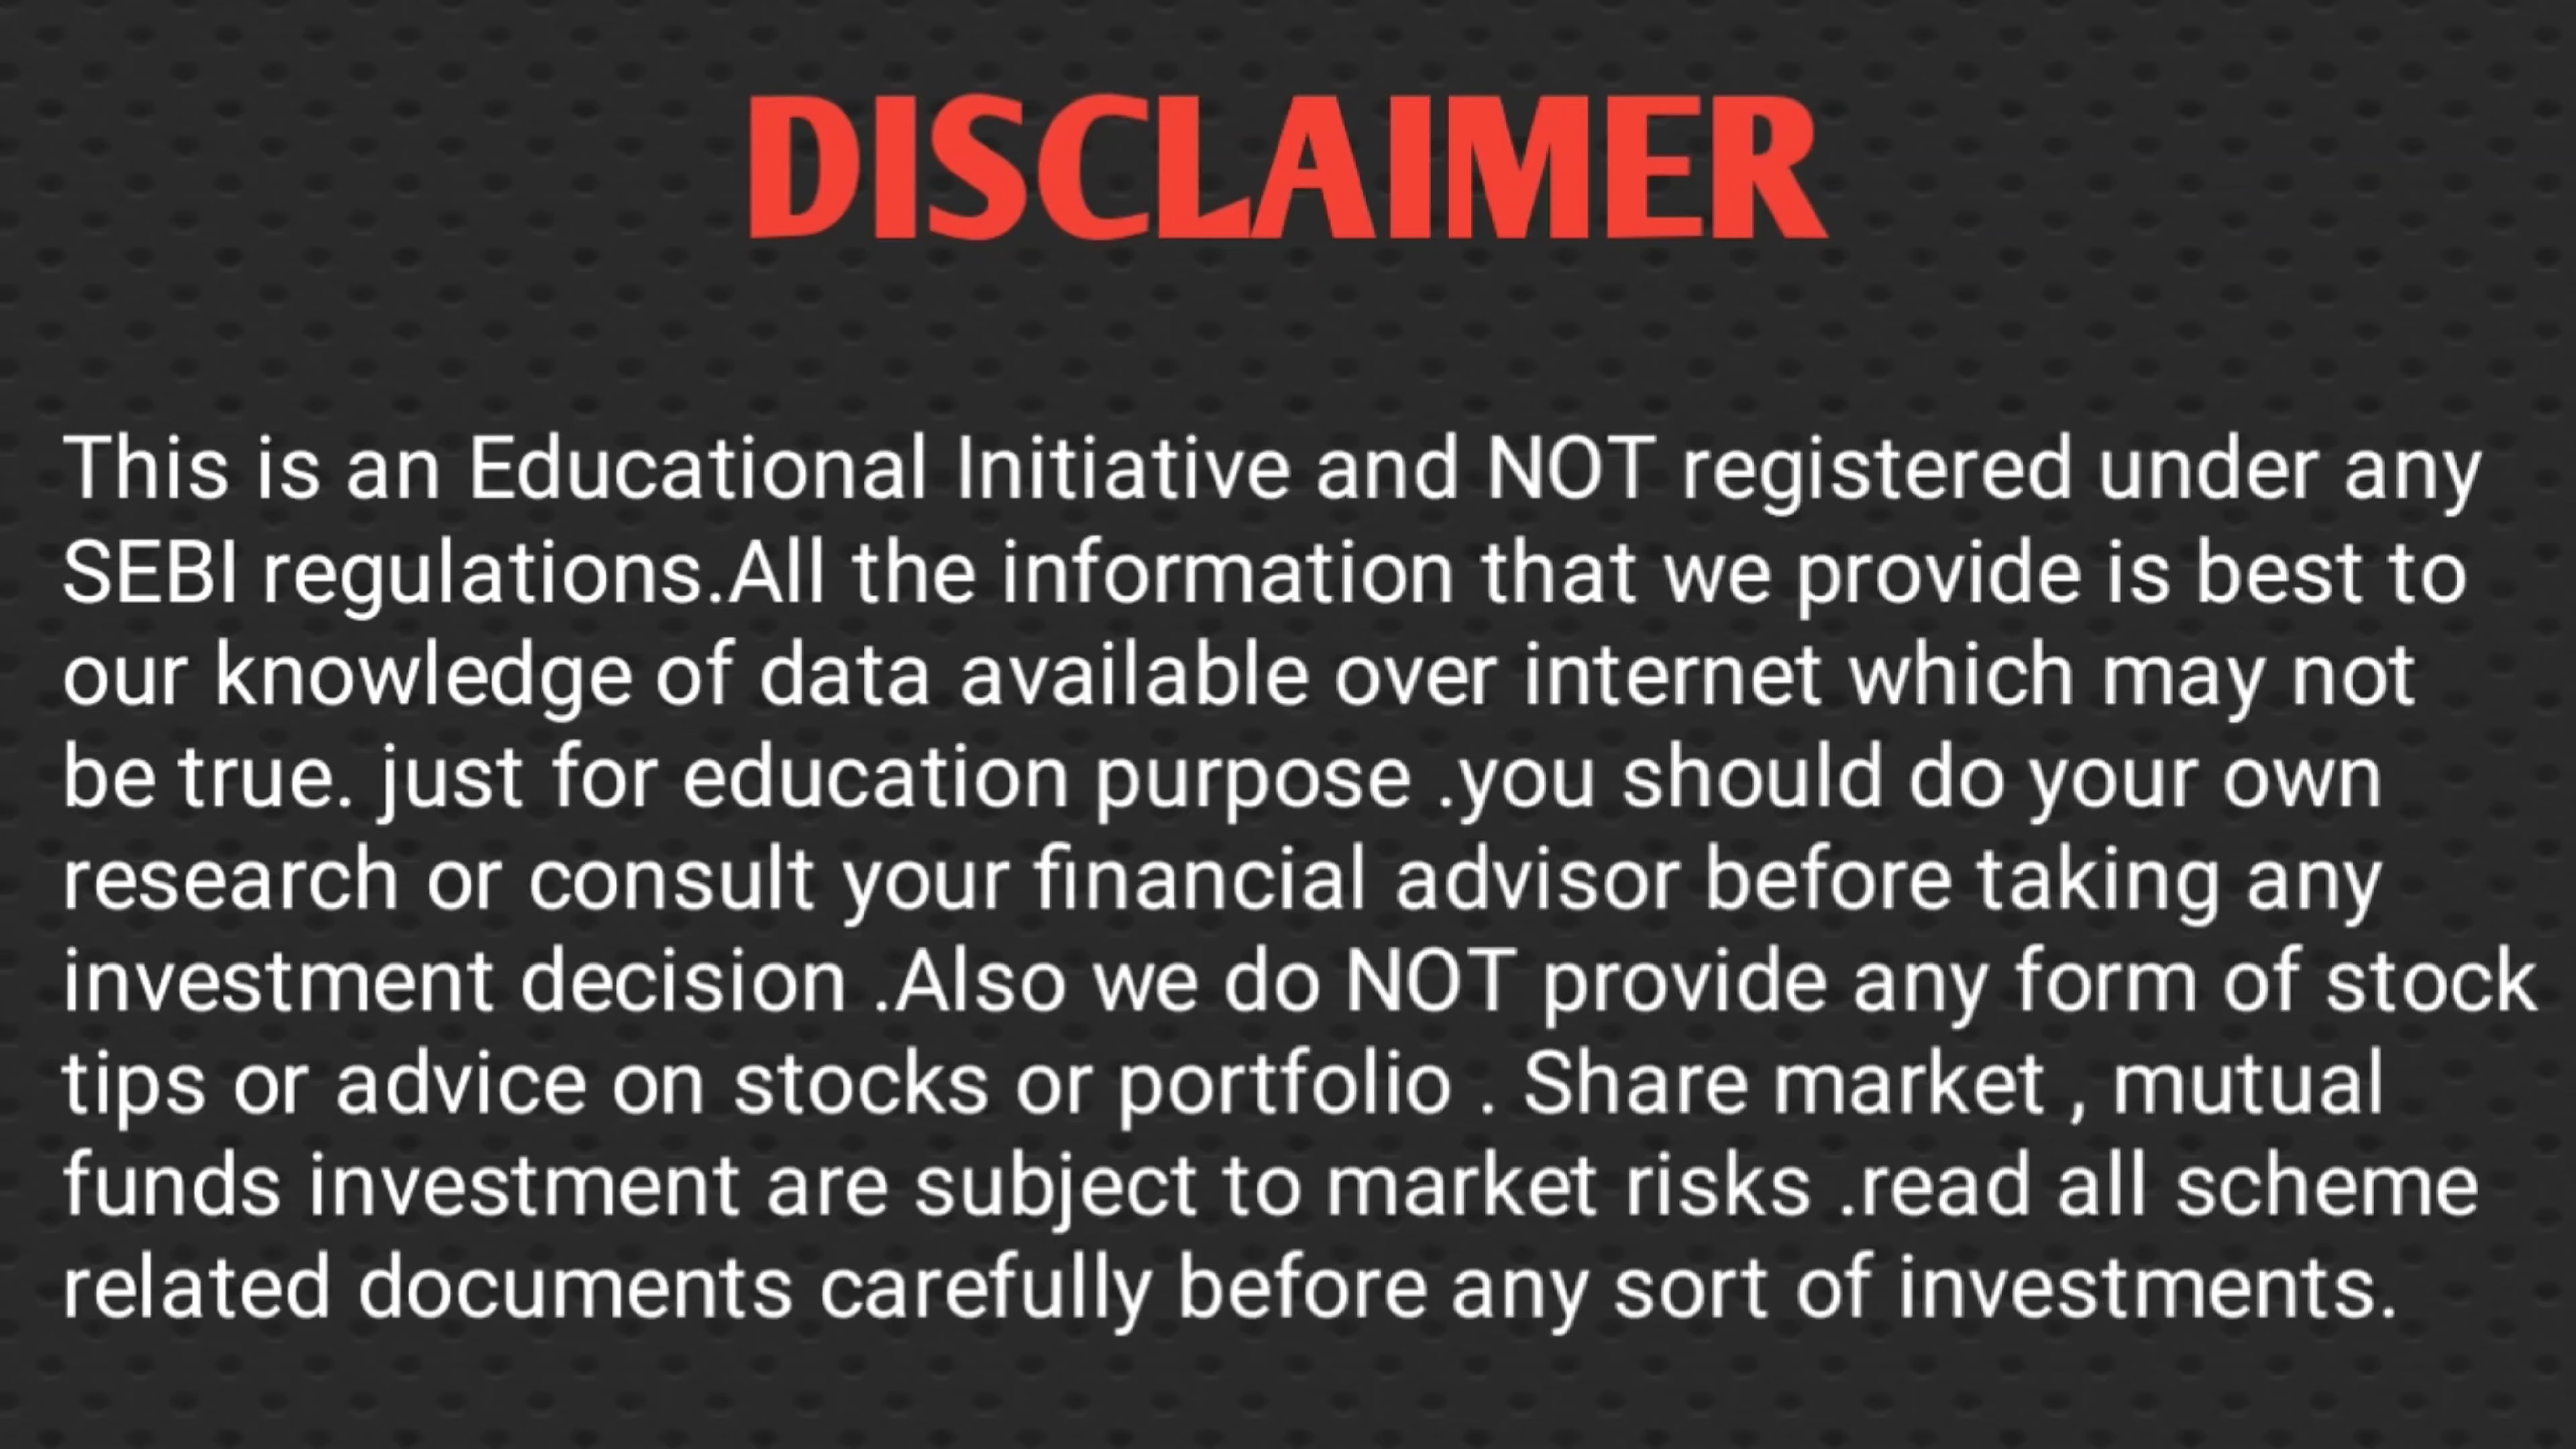 DISCLAIMER
This is an Educational Initiative and NOT registered under any
SEBI regulations.All the information that we provide is best to
our knowledge of data available over internet which may not
be true. just for education purpose .you should do your own
research or consult your financial advisor before taking any
investment decision .Also we do NOT provide any form of stock
tips or advice on stocks or portfolio . Share market , mutual
funds investment are subject to market risks .read all scheme
related documents carefully before any sort of investments.